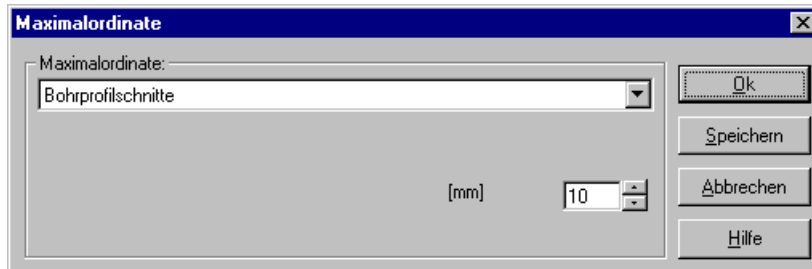 Maximalordinate
Maximalordinate:
Bohrprofilschnitte
[mm] 10
Ok
Speichern
Abbrechen
Hilfe